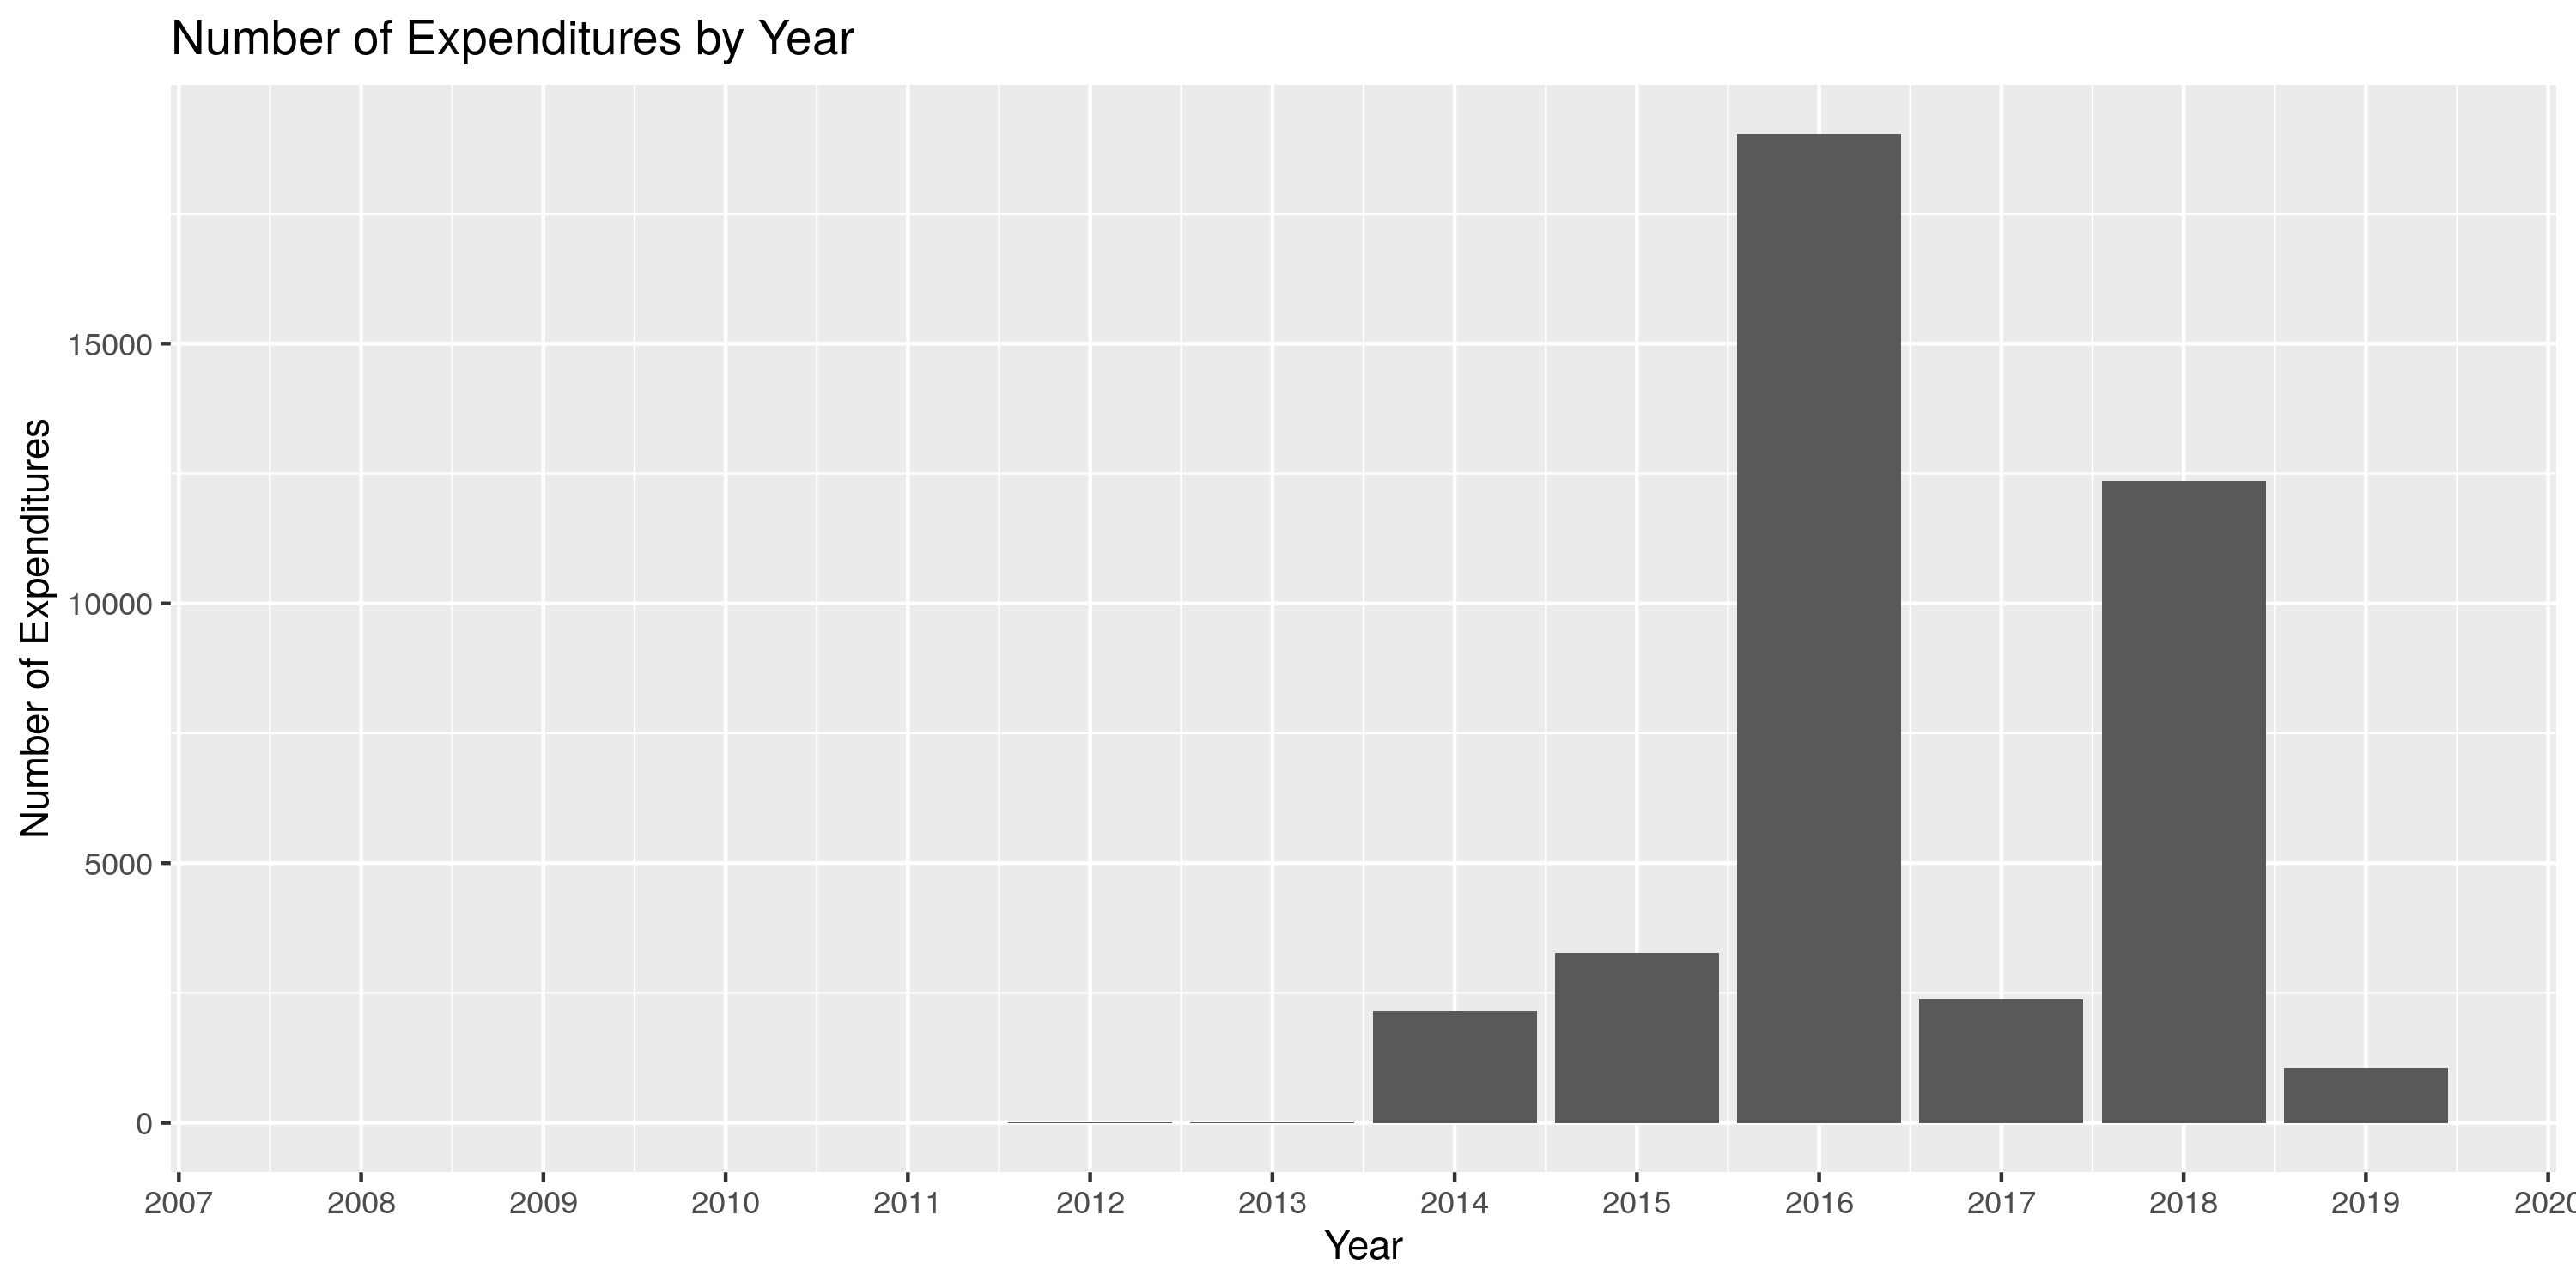 Number of Expenditures by Year
Number of Expenditures
15000
10000
5000
0
2007 2008 2009 2010 2011 2012 2013 2014 2015 2016 2017 2018 2019 2020
Year